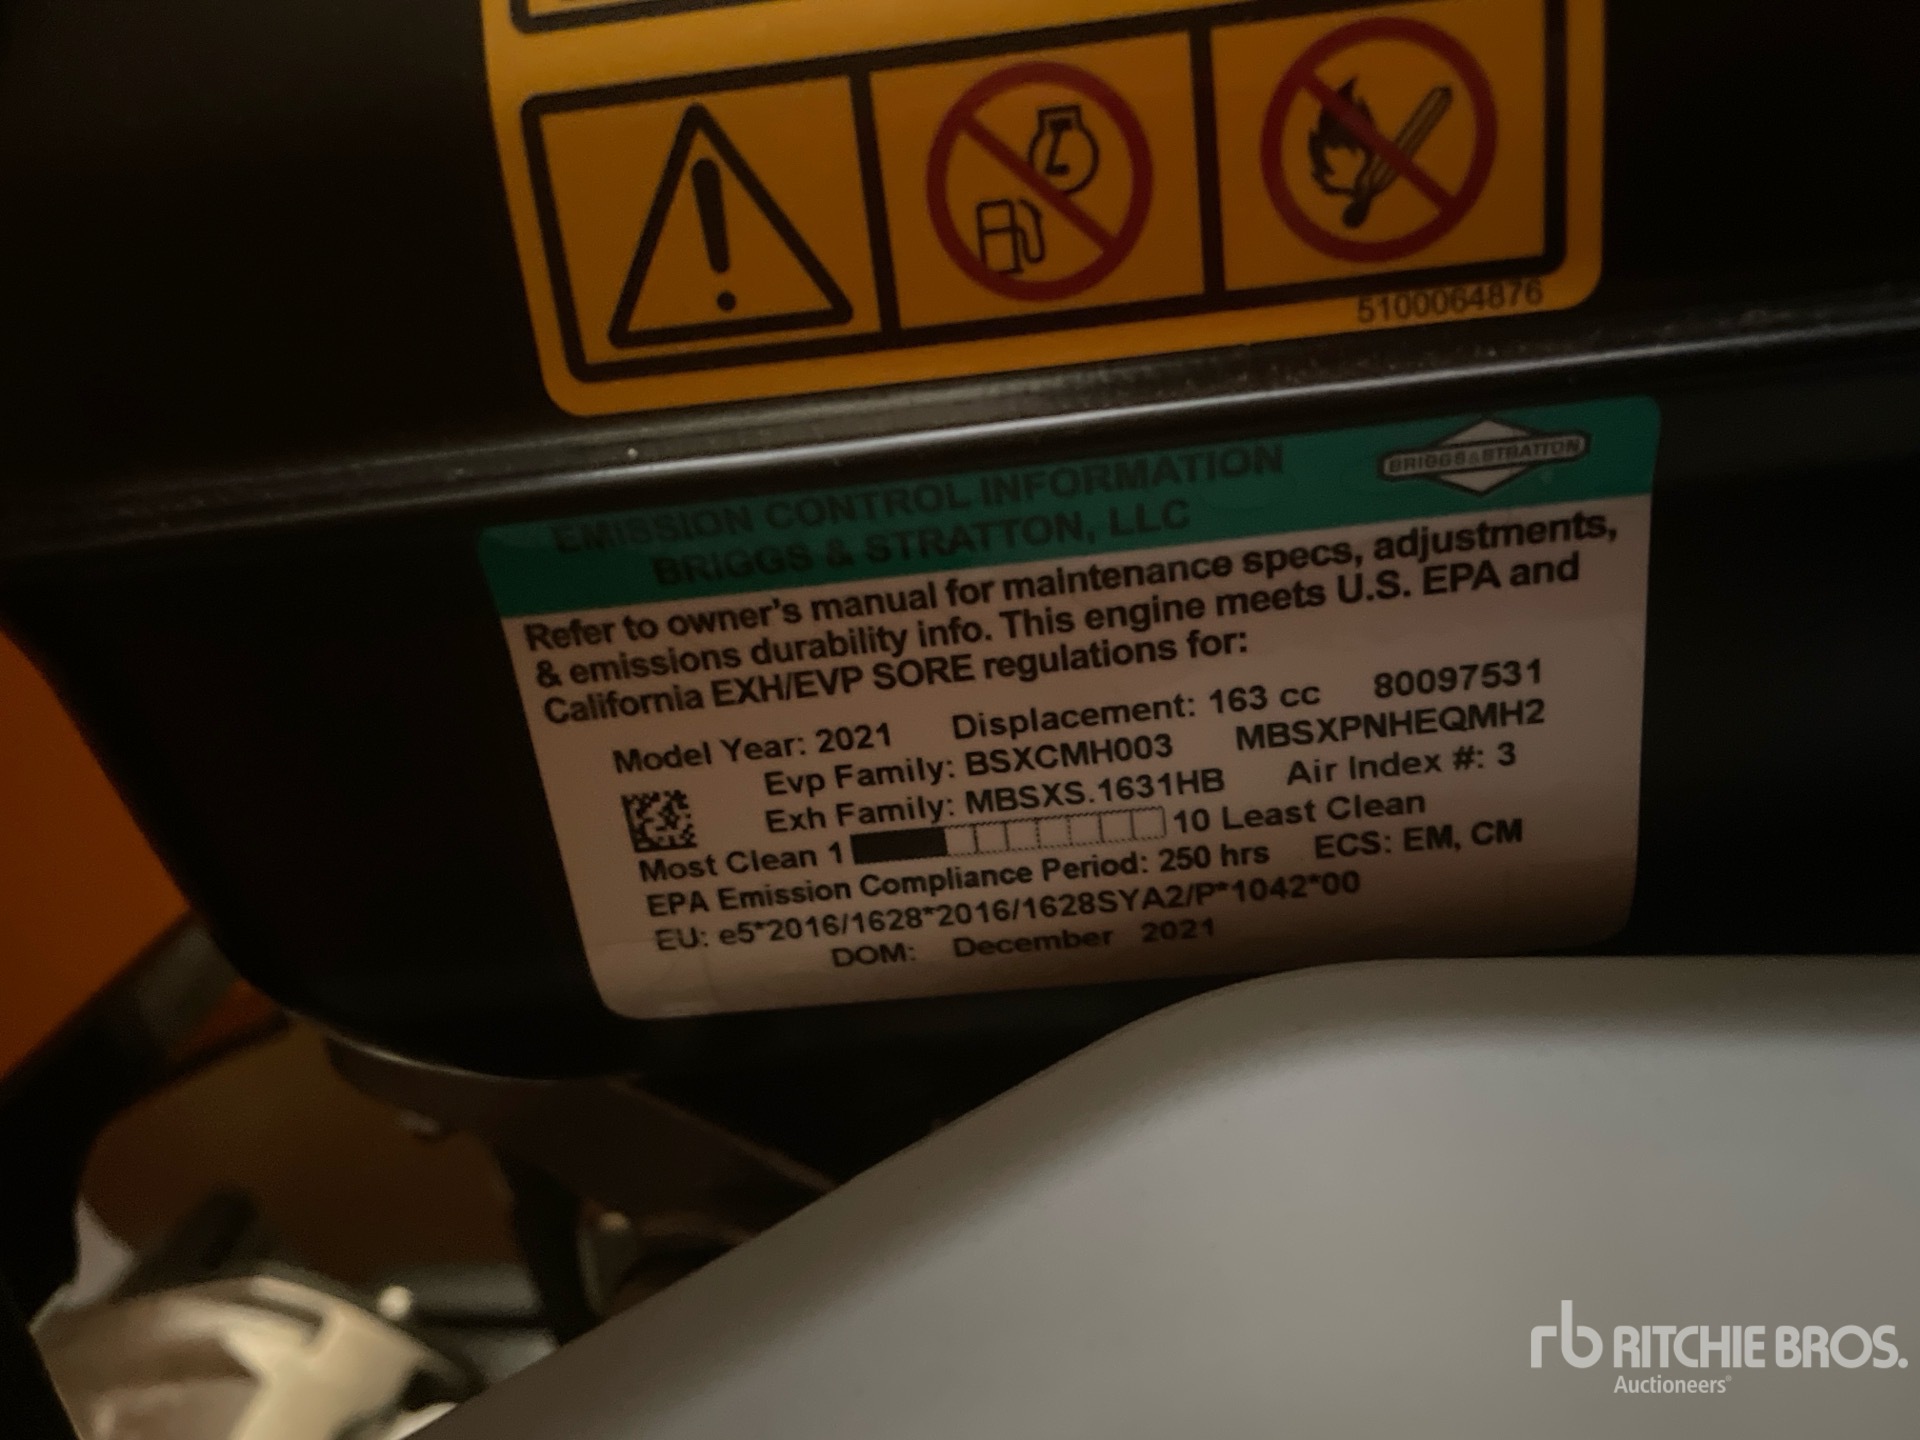 5100064876
EMISSION CONTROL INFORMATION
BRIGGS & STRATTON, LLC
BRIGGS&STRATTON
Refer to owner's manual for maintenance specs, adjustments,
& emissions durability info. This engine meets U.S. EPA and
California EXH/EVP SORE regulations for:
Model Year: 2021 Displacement: 163 cc 80097531
Evp Family: BSXCMH003 MBSXPNHEQMH2
Exh Family: MBSXS.1631HB Air Index #: 3
Most Clean 1 10 Least Clean
EPA Emission Compliance Period: 250 hrs ECS: EM, CM
EU: e5*2016/1628*2016/1628SYA2/P*1042*00
DOM: December 2021
rb RITCHIE BROS.
Auctioneers®